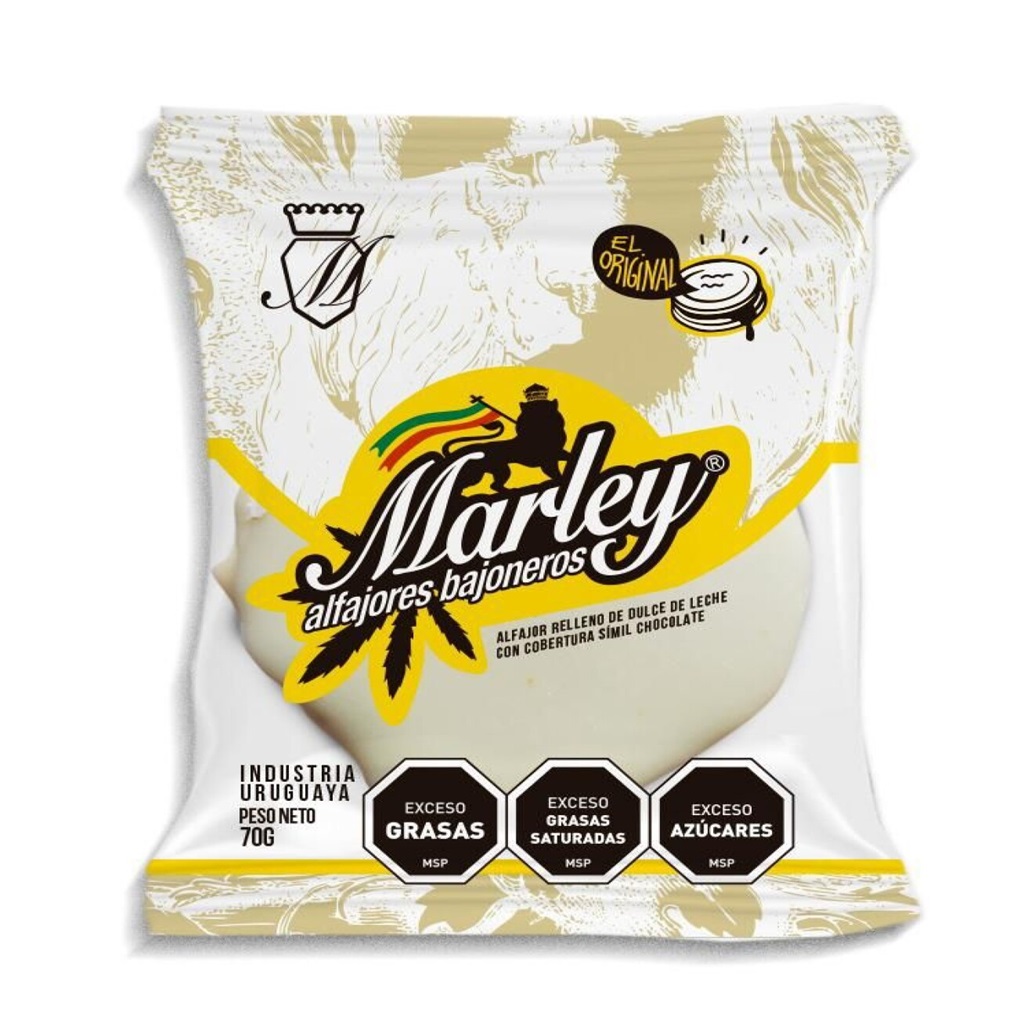 M
EL
ORIGINAL
Marley®
alfajores bajoneros
ALFAJOR RELLENO DE DULCE DE LECHE
CON COBERTURA SÍMIL CHOCOLATE
INDUSTRIA
URUGUAYA
PESO NETO
70G
EXCESO
GRASAS
MSP
EXCESO
GRASAS
SATURADAS
MSP
EXCESO
AZÚCARES
MSP